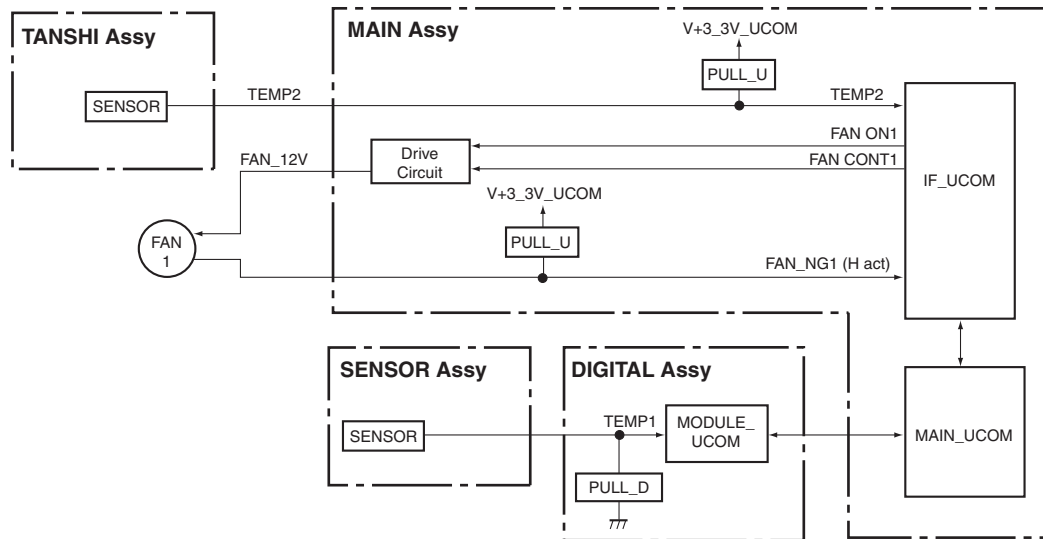 TANSHI Assy
MAIN Assy
V+3_3V_UCOM
PULL_U
SENSOR
TEMP2
TEMP2
FAN ON1
FAN_12V
Drive
Circuit
FAN CONT1
IF_UCOM
V+3_3V_UCOM
FAN
1
PULL_U
FAN_NG1 (H act)
SENSOR Assy
DIGITAL Assy
SENSOR
TEMP1
MODULE_
UCOM
MAIN_UCOM
PULL_D